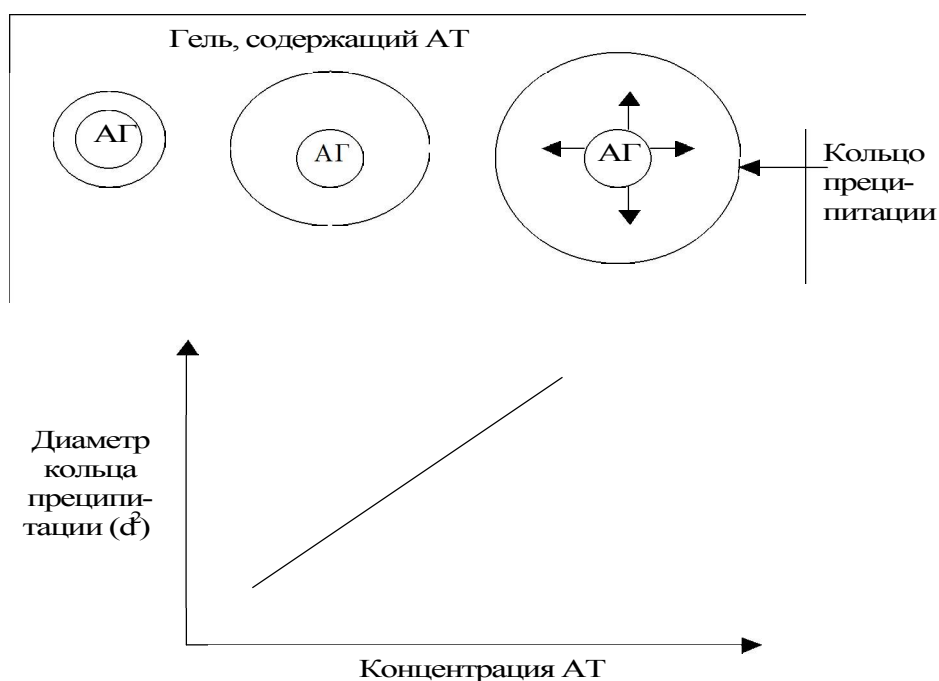 Гель, содержащий АТ
АГ
АГ
АГ
Кольцо
преци-
питации
Диаметр
кольца
преципи-
тации (d²)
Концентрация АТ